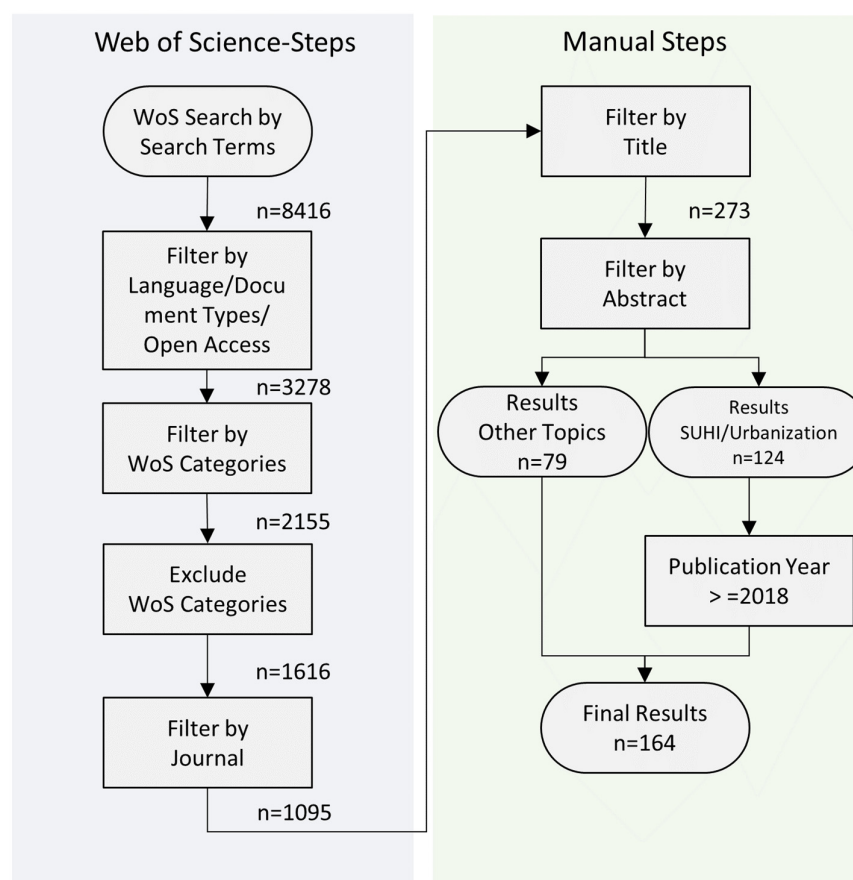 Web of Science-Steps
WoS Search by
Search Terms
n=8416
Filter by
Language/Docu
ment Types/
Open Access
n=3278
Filter by
WoS Categories
n=2155
Exclude
WoS Categories
n=1616
Filter by
Journal
n=1095
Manual Steps
Filter by
Title
n=273
Filter by
Abstract
Results
Other Topics
n=79
Results
SUHI/Urbanization
n=124
Publication Year
> =2018
Final Results
n=164